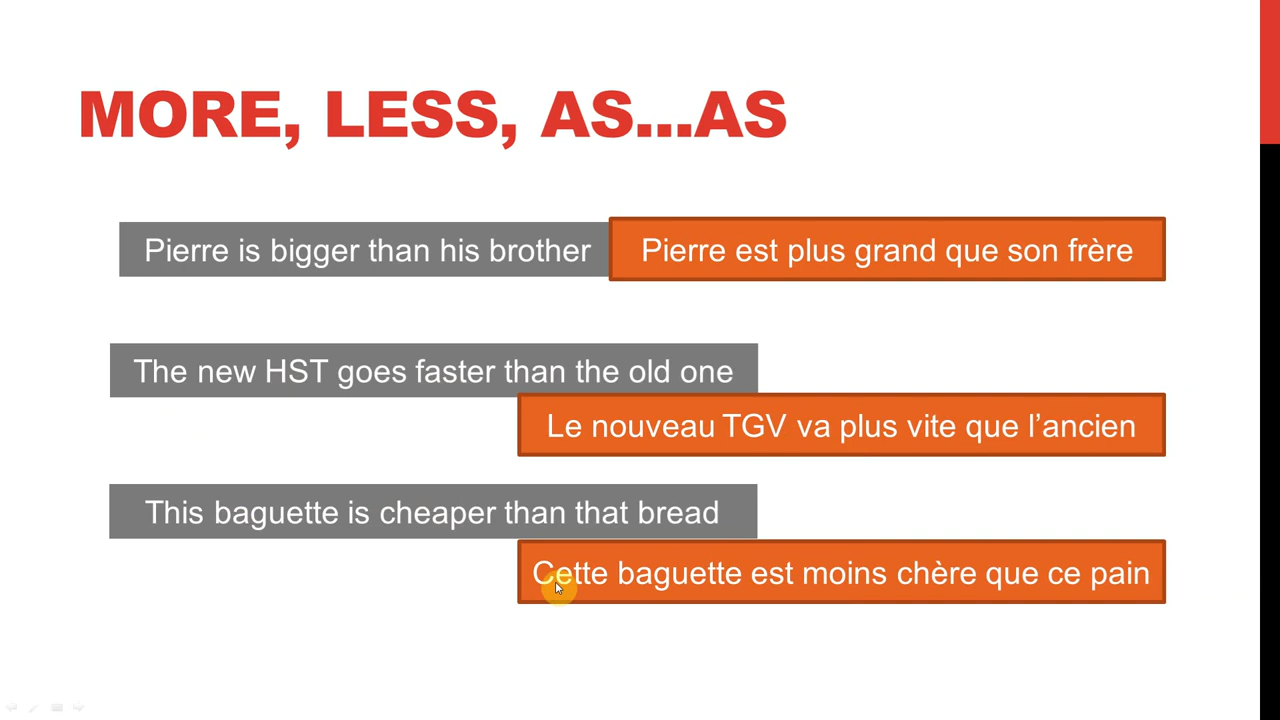 MORE, LESS, AS...AS
Pierre is bigger than his brother
Pierre est plus grand que son frère
The new HST goes faster than the old one
Le nouveau TGV va plus vite que l’ancien
This baguette is cheaper than that bread
Cette baguette est moins chère que ce pain